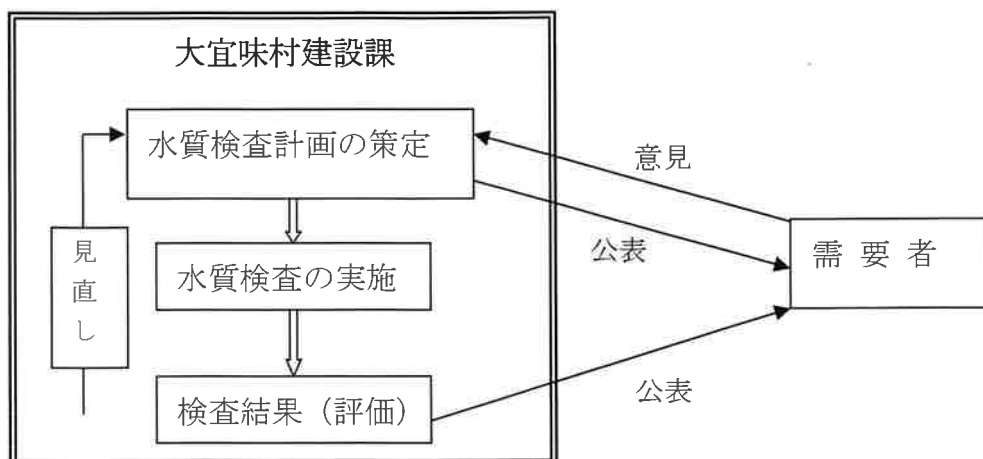 大宜味村建設課
水質検査計画の策定
意見
公表
需要者
見直し
水質検査の実施
検査結果（評価）
公表